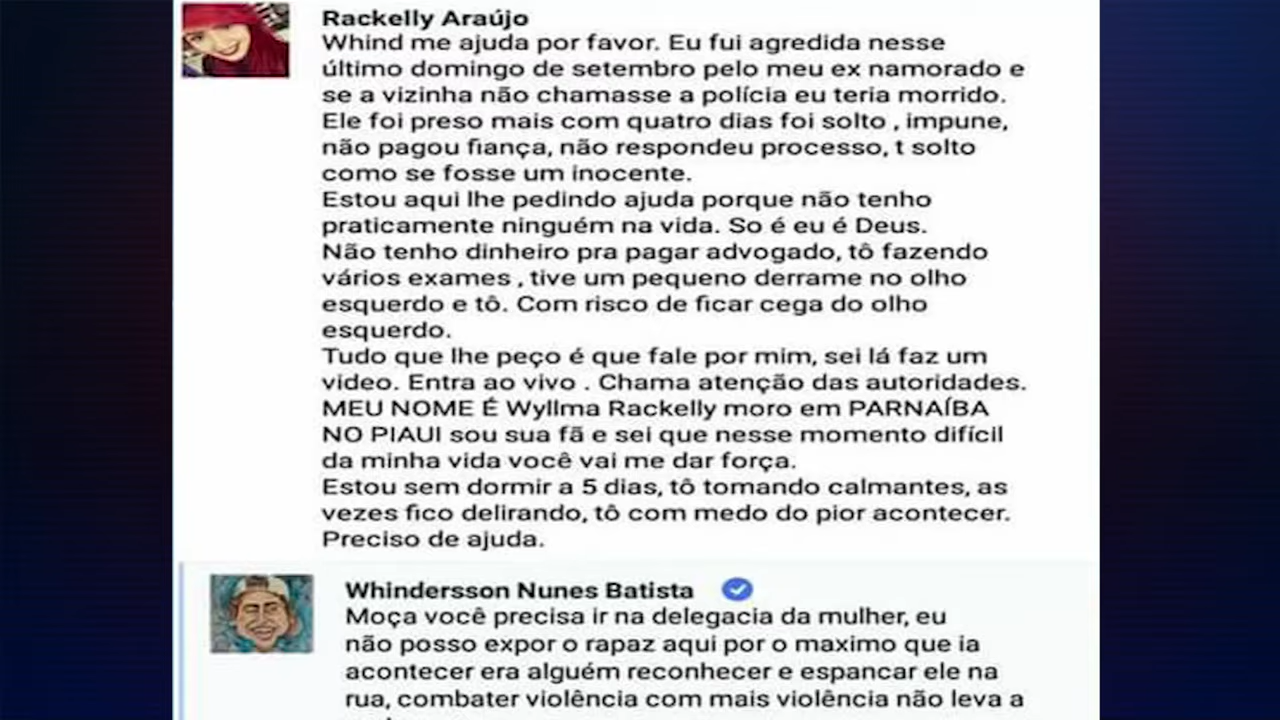 Rackelly Araújo
Whind me ajuda por favor. Eu fui agredida nesse
último domingo de setembro pelo meu ex namorado e
se a vizinha não chamasse a polícia eu teria morrido.
Ele foi preso mais com quatro dias foi solto , impune,
não pagou fiança, não respondeu processo, t solto
como se fosse um inocente.
Estou aqui lhe pedindo ajuda porque não tenho
praticamente ninguém na vida. So é eu é Deus.
Não tenho dinheiro pra pagar advogado, tô fazendo
vários exames , tive um pequeno derrame no olho
esquerdo e tô. Com risco de ficar cega do olho
esquerdo.
Tudo que lhe peço é que fale por mim, sei lá faz um
video. Entra ao vivo . Chama atenção das autoridades.
MEU NOME É Wyllma Rackelly moro em PARNAÍBA
NO PIAUI sou sua fã e sei que nesse momento difícil
da minha vida você vai me dar força.
Estou sem dormir a 5 dias, tô tomando calmantes, as
vezes fico delirando, tô com medo do pior acontecer.
Preciso de ajuda.
Whindersson Nunes Batista
Moça você precisa ir na delegacia da mulher, eu
não posso expor o rapaz aqui por o maximo que ia
acontecer era alguém reconhecer e espancar ele na
rua, combater violência com mais violência não leva a